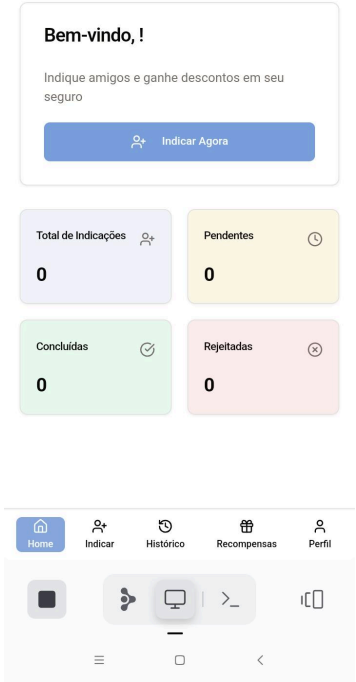 Bem-vindo, !
Indique amigos e ganhe descontos em seu
seguro
Indicar Agora
Total de Indicações
0
Pendentes
0
Concluídas
0
Rejeitadas
0
Home
Indicar
Histórico
Recompensas
Perfil